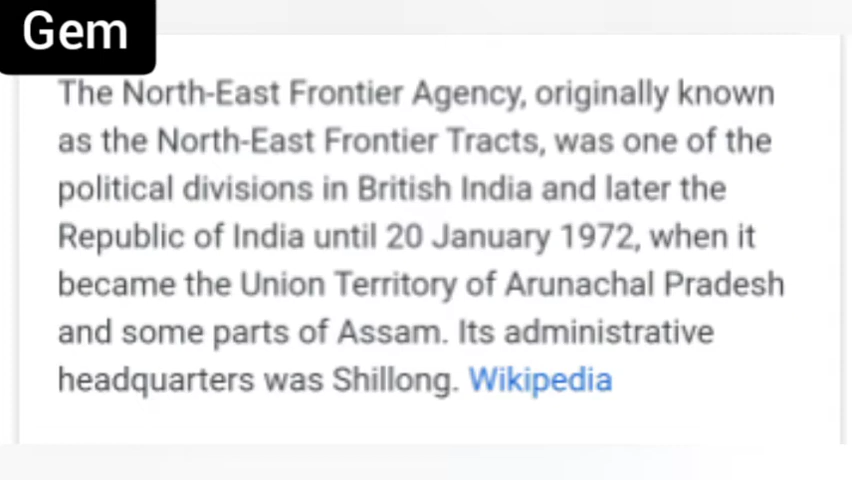 Gem
The North-East Frontier Agency, originally known
as the North-East Frontier Tracts, was one of the
political divisions in British India and later the
Republic of India until 20 January 1972, when it
became the Union Territory of Arunachal Pradesh
and some parts of Assam. Its administrative
headquarters was Shillong. Wikipedia